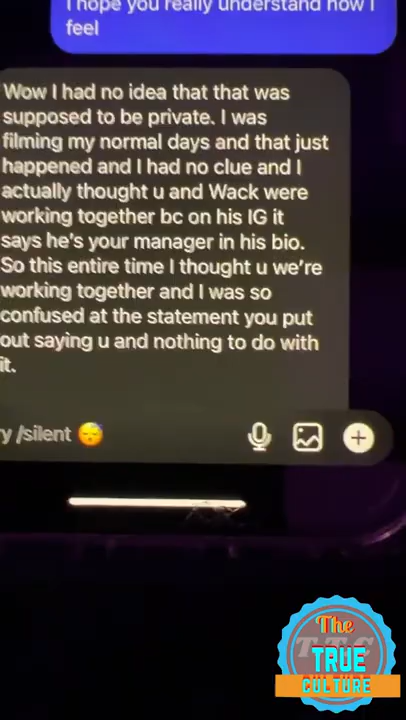 I hope you really understand how I
feel
Wow I had no idea that that was
supposed to be private. I was
filming my normal days and that just
happened and I had no clue and I
actually thought u and Wack were
working together bc on his IG it
says he's your manager in his bio.
So this entire time I thought u we're
working together and I was so
confused at the statement you put
out saying u and nothing to do with
it.
y /silent 😴
The
T.T.C
TRUE
CULTURE